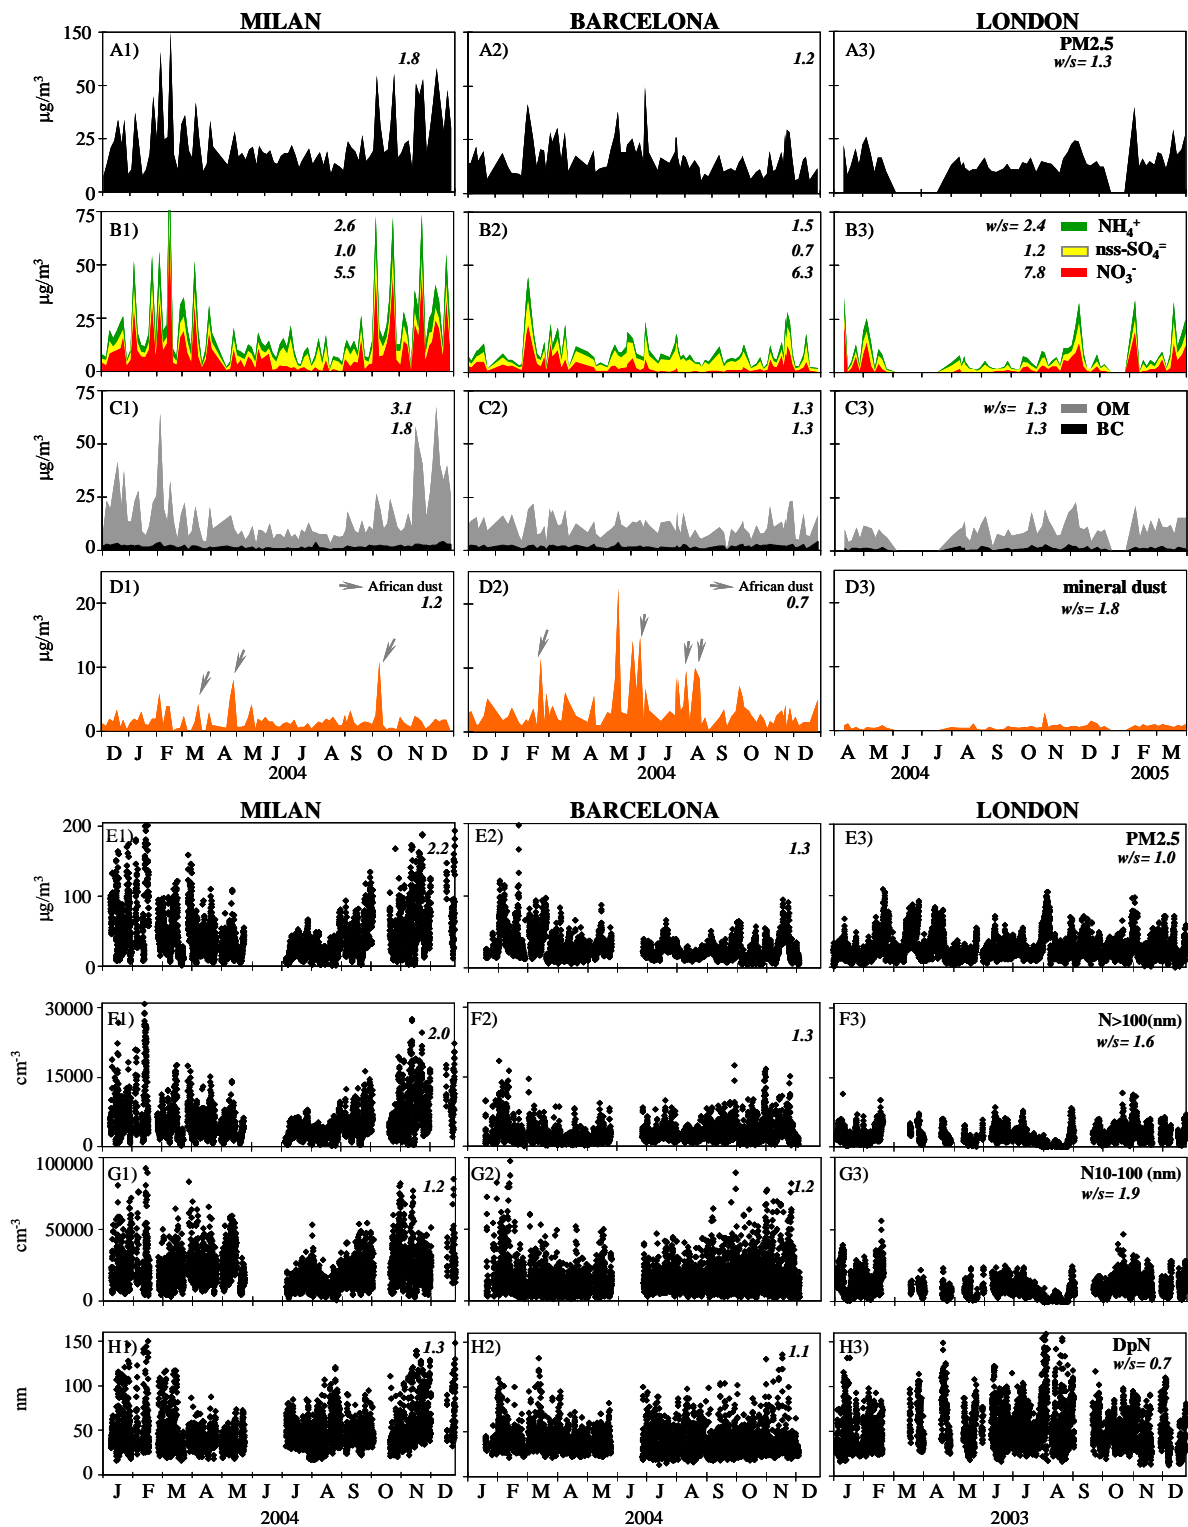 MILAN BARCELONA LONDON
150 A1) 1.8 A2) 1.2 A3) PM2.5
w/s= 1.3
50
µg/m3
25
0
75 B1) 2.6 B2) 1.5 B3) w/s= 2.4 NH4+
1.0 0.7 1.2 nss-SO4=
5.5 6.3 7.8 NO3-
50
µg/m3
25
0
75 C1) 3.1 C2) 1.3 C3) w/s= 1.3 OM
1.8 1.3 1.3 BC
50
µg/m3
25
0
D1) African dust D2) African dust D3) mineral dust
1.2 0.7 w/s= 1.8
20
µg/m3
10
0
D J F M A M J J A S O N D D J F M A M J J A S O N D A M J J A S O N D J F M
2004 2004 2004 2005
MILAN BARCELONA LONDON
200 E1) 2.2 E2) 1.3 E3) PM2.5
w/s= 1.0
µg/m3
100
0
30000 F1) 2.0 F2) 1.3 F3) N>100(nm)
w/s= 1.6
cm-3
15000
0
100000 G1) 1.2 G2) 1.2 G3) N10-100 (nm)
w/s= 1.9
cm-3
50000
0
150 H1) 1.3 H2) 1.1 H3) DpN
w/s= 0.7
100
nm
50
0
J F M A M J J A S O N D J F M A M J J A S O N D J F M A M J J A S O N D
2004 2004 2003